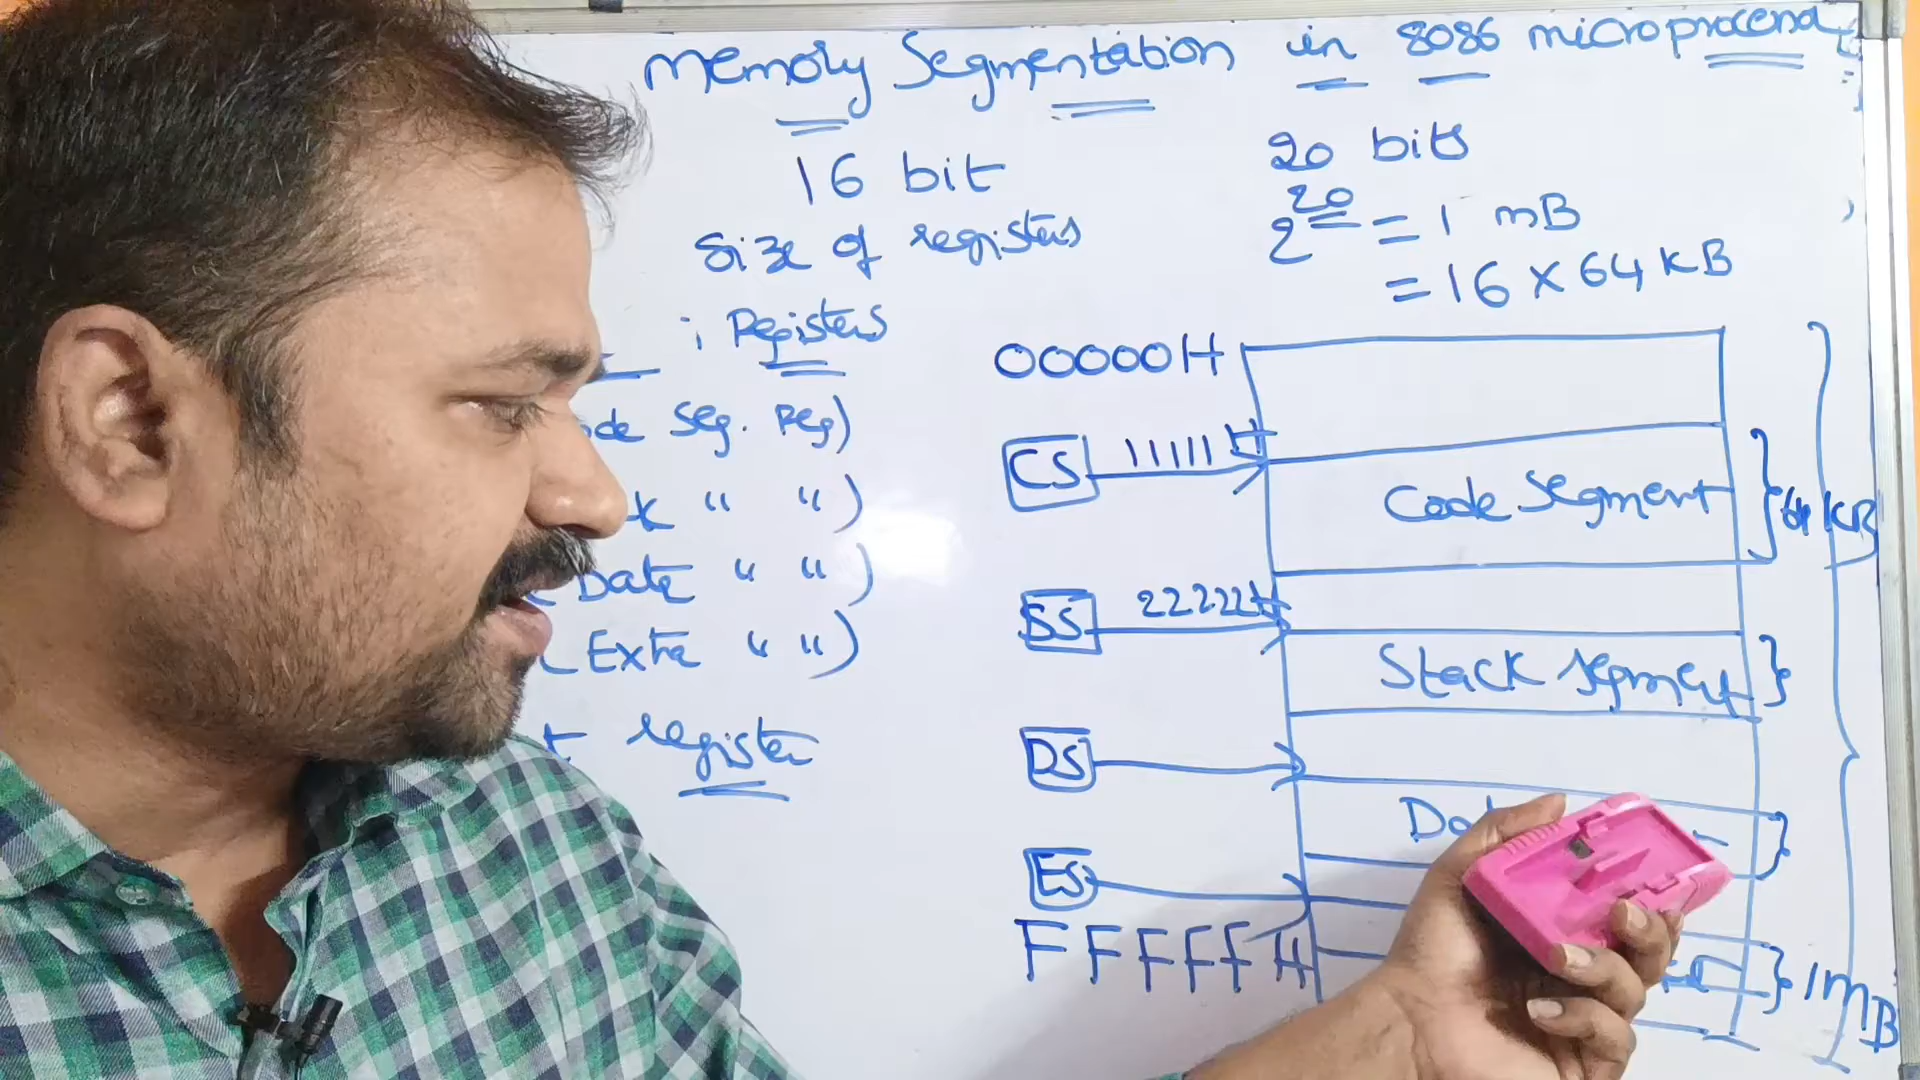 Memory Segmentation in 8086 microprocessor
16 bit
20 bits
size of registers
2^20 = 1 MB
= 16 X 64 KB
: Registers
00000H
de Seg. Reg)
CS 11111H
Code Segment
64 KB
k " ")
Data " ")
SS 22222H
Stack Segment
(Extra " ")
register
DS
ES
FFFFFH
1MB